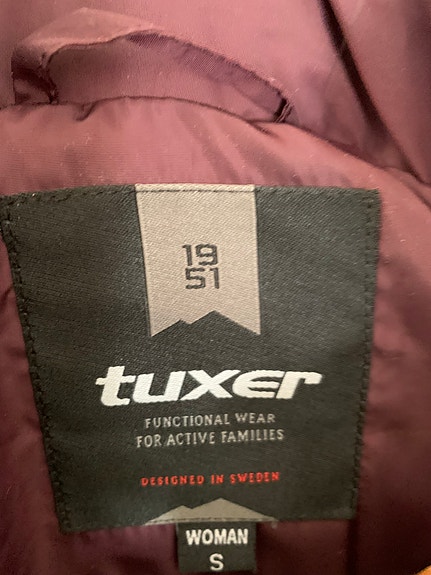 19
51
tuxer
FUNCTIONAL WEAR
FOR ACTIVE FAMILIES
DESIGNED IN SWEDEN
WOMAN
S